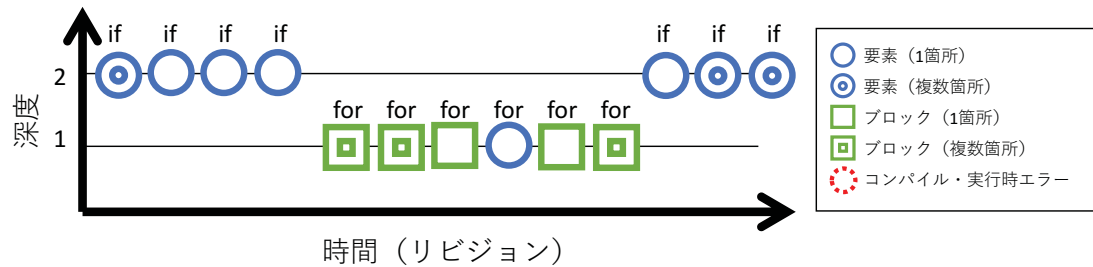 if if if if if if if
2
for for for for for for
1
深度
時間（リビジョン）
要素（1箇所）
要素（複数箇所）
ブロック（1箇所）
ブロック（複数箇所）
コンパイル・実行時エラー